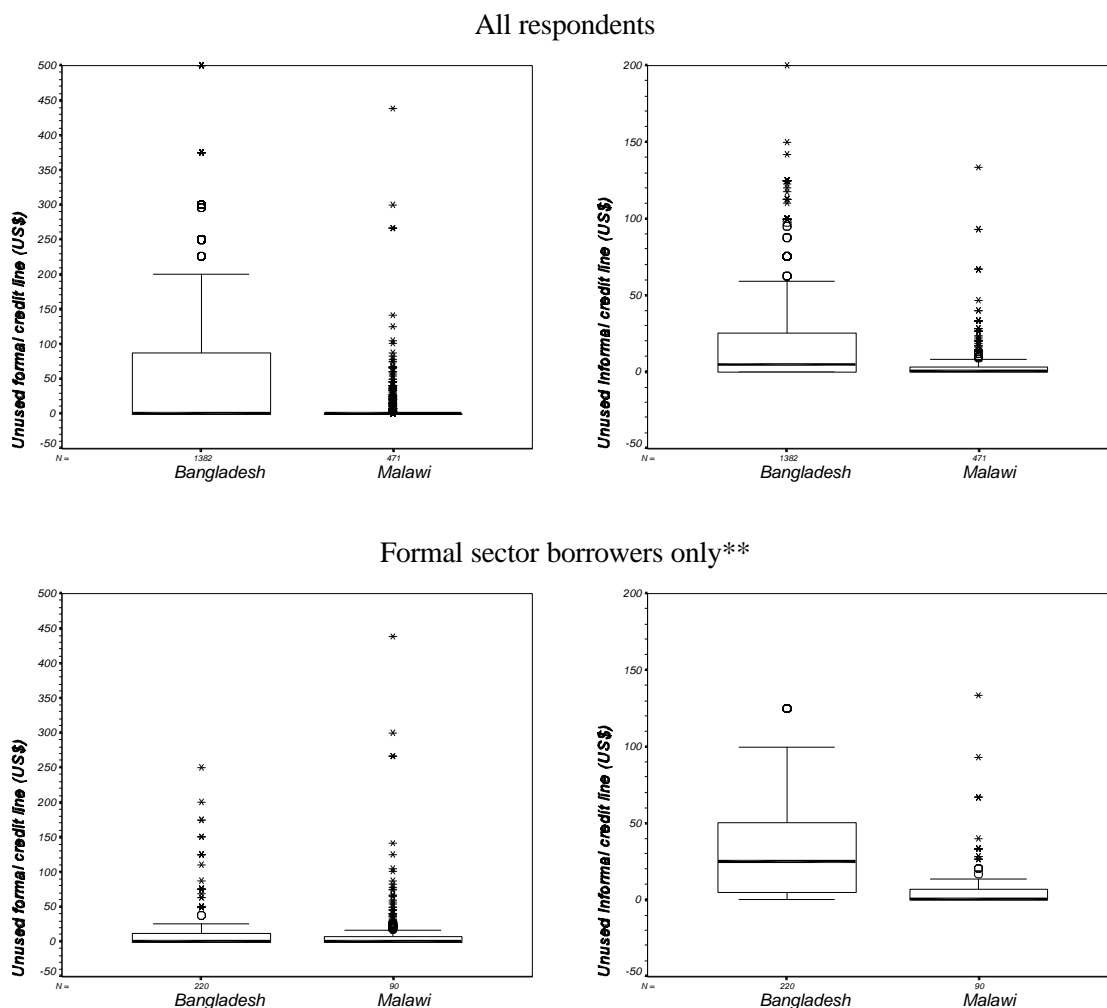 All respondents
Unused formal credit line (US$)
500
450
400
350
300
250
200
150
100
50
0
-50
N =
1382
471
Bangladesh
Malawi
Unused Informal credit line (US$)
200
150
100
50
0
-50
N =
1382
471
Bangladesh
Malawi
Formal sector borrowers only**
Unused formal credit line (US$)
500
450
400
350
300
250
200
150
100
50
0
-50
N =
220
90
Bangladesh
Malawi
Unused Informal credit line (US$)
200
150
100
50
0
-50
N =
220
90
Bangladesh
Malawi